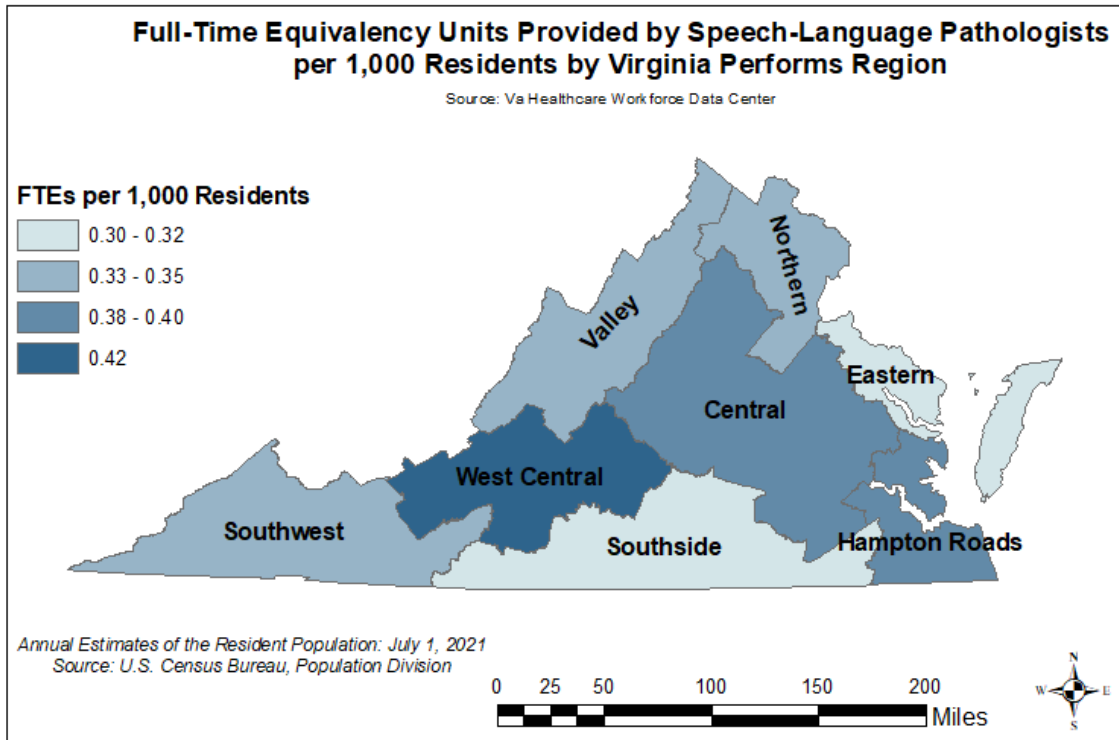 Full-Time Equivalency Units Provided by Speech-Language Pathologists
per 1,000 Residents by Virginia Performs Region
Source: Va Healthcare Workforce Data Center
FTEs per 1,000 Residents
0.30 - 0.32
0.33 - 0.35
0.38 - 0.40
0.42
Northern
Valley
Eastern
Central
West Central
Southwest
Southside
Hampton Roads
Annual Estimates of the Resident Population: July 1, 2021
Source: U.S. Census Bureau, Population Division
0 25 50 100 150 200
Miles
N
W E
S